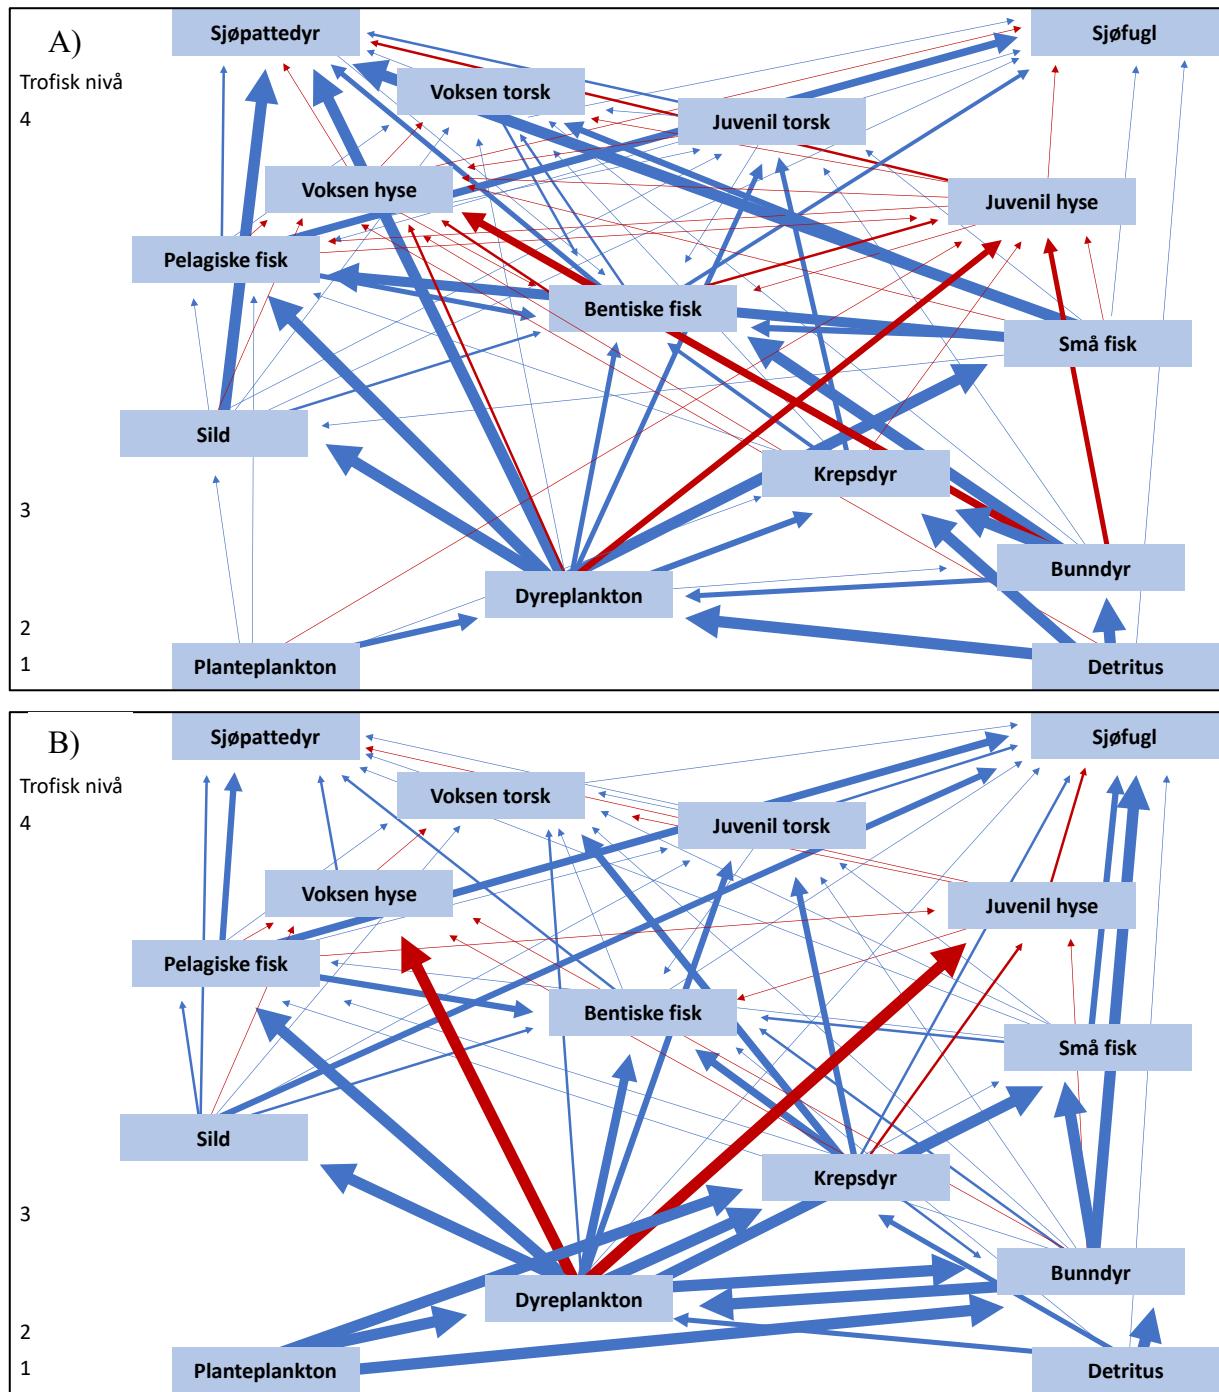 A)
Sjøpattedyr
Sjøfugl
Trofisk nivå
Voksen torsk
4
Juvenil torsk
Voksen hyse
Juvenil hyse
Pelagiske fisk
Bentiske fisk
Små fisk
Sild
Krepsdyr
3
Bunndyr
Dyreplankton
2
1
Planteplankton
Detritus
B)
Sjøpattedyr
Sjøfugl
Trofisk nivå
Voksen torsk
4
Juvenil torsk
Voksen hyse
Juvenil hyse
Pelagiske fisk
Bentiske fisk
Små fisk
Sild
Krepsdyr
3
Bunndyr
Dyreplankton
2
1
Planteplankton
Detritus